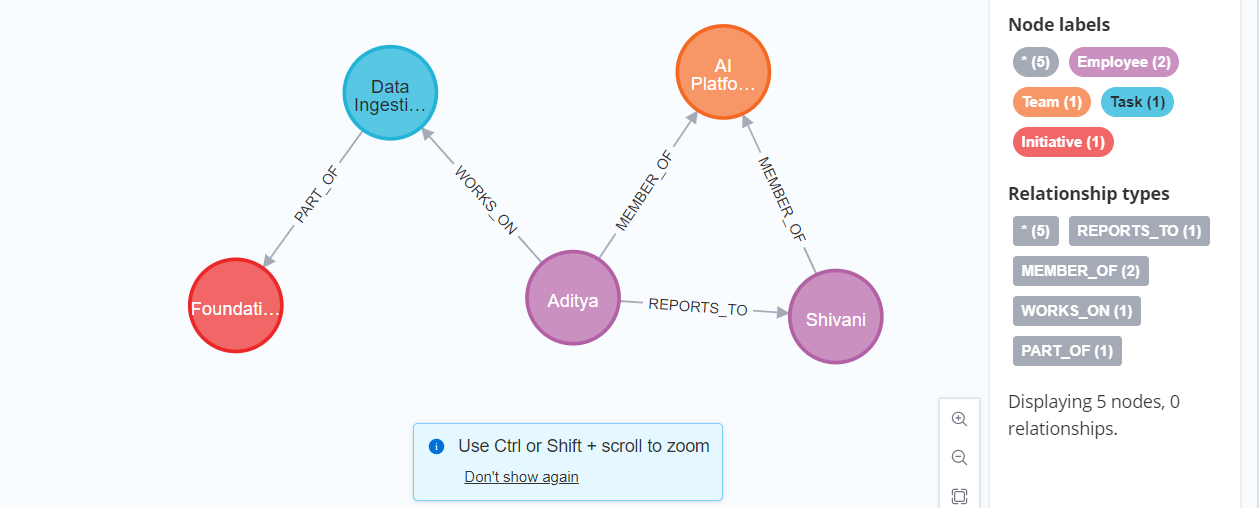 Data
Ingesti…
AI
Platfo…
PART_OF
WORKS_ON
MEMBER_OF
MEMBER_OF
Foundati…
Aditya
REPORTS_TO
Shivani
Use Ctrl or Shift + scroll to zoom
Don't show again
Node labels
* (5) Employee (2)
Team (1) Task (1)
Initiative (1)
Relationship types
* (5) REPORTS_TO (1)
MEMBER_OF (2)
WORKS_ON (1)
PART_OF (1)
Displaying 5 nodes, 0
relationships.